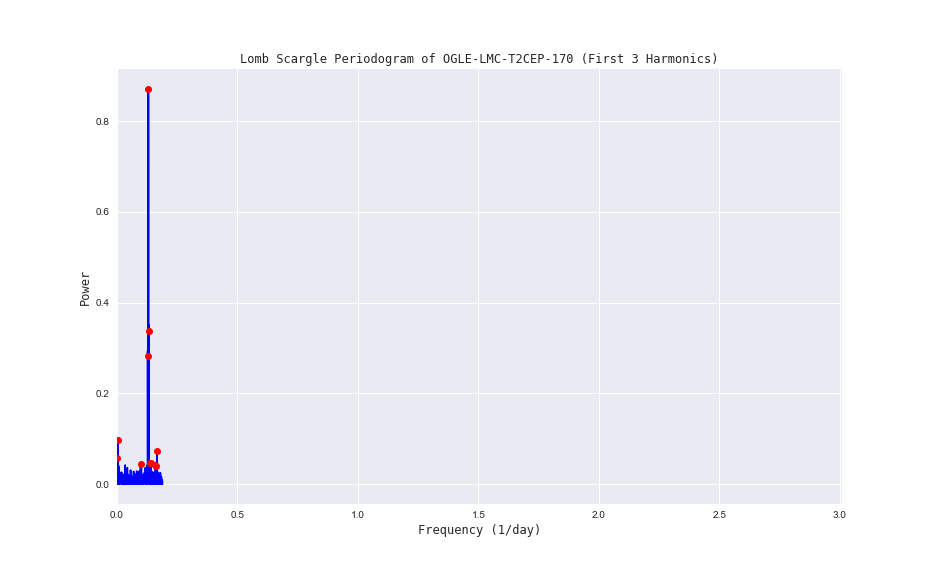 Lomb Scargle Periodogram of OGLE-LMC-T2CEP-170 (First 3 Harmonics)
0.8
0.6
0.4
0.2
0.0
Power
0.0 0.5 1.0 1.5 2.0 2.5 3.0
Frequency (1/day)